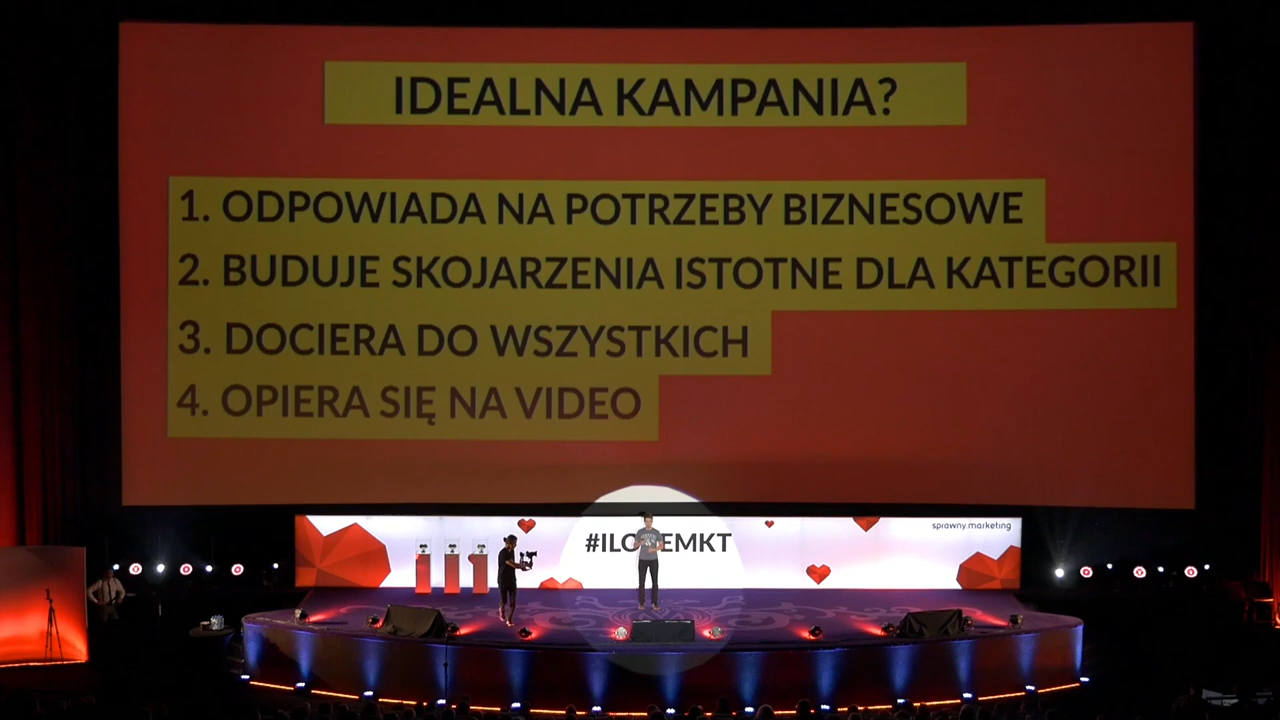 IDEALNA KAMPANIA?
1. ODPOWIADA NA POTRZEBY BIZNESOWE
2. BUDUJE SKOJARZENIA ISTOTNE DLA KATEGORII
3. DOCIERA DO WSZYSTKICH
4. OPIERA SIĘ NA VIDEO
sprawny.marketing